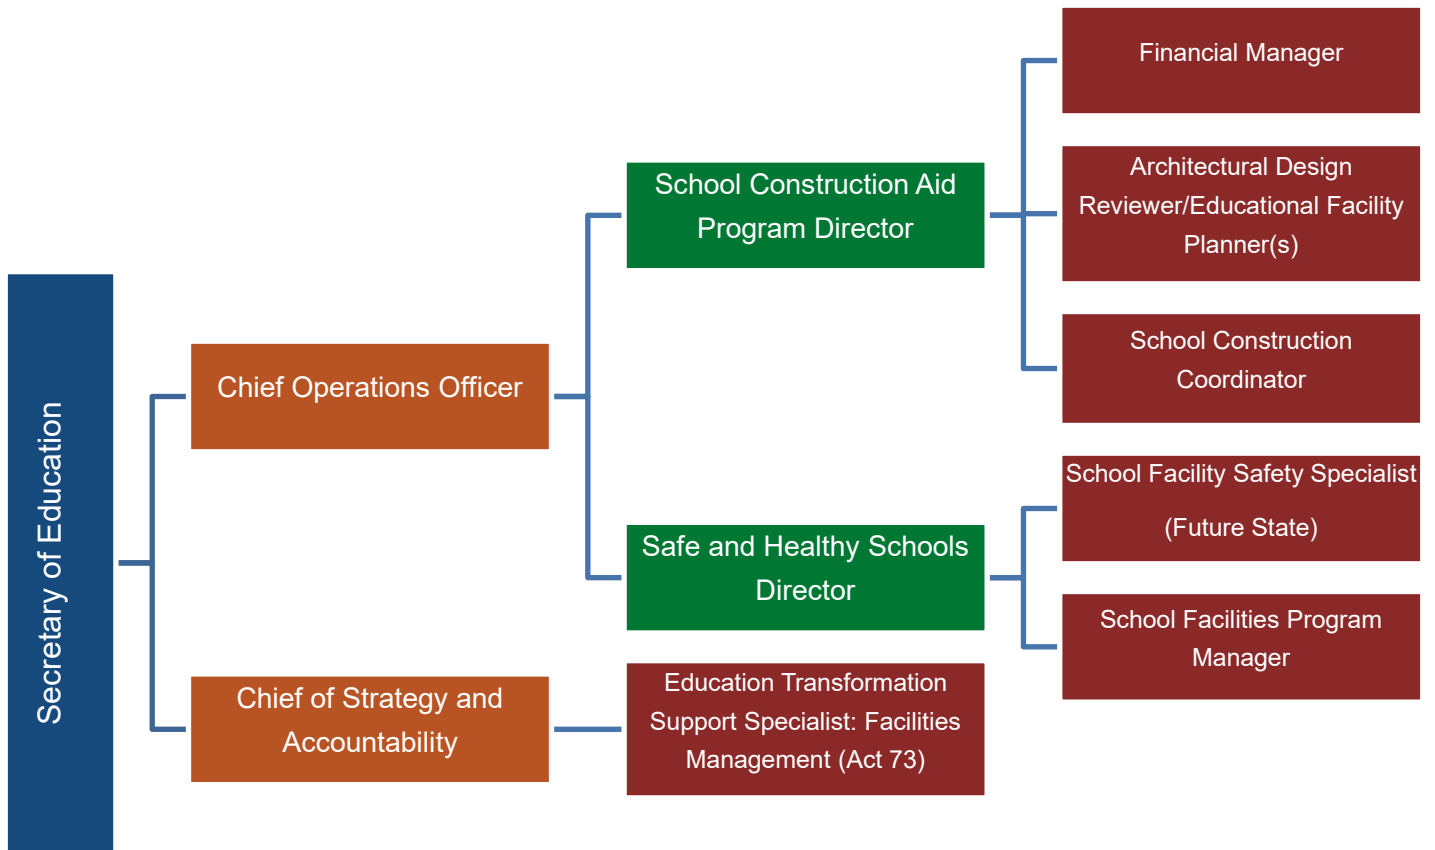 Secretary of Education
Chief Operations Officer
School Construction Aid
Program Director
Financial Manager
Architectural Design
Reviewer/Educational Facility
Planner(s)
School Construction
Coordinator
Safe and Healthy Schools
Director
School Facility Safety Specialist
(Future State)
School Facilities Program
Manager
Chief of Strategy and
Accountability
Education Transformation
Support Specialist: Facilities
Management (Act 73)